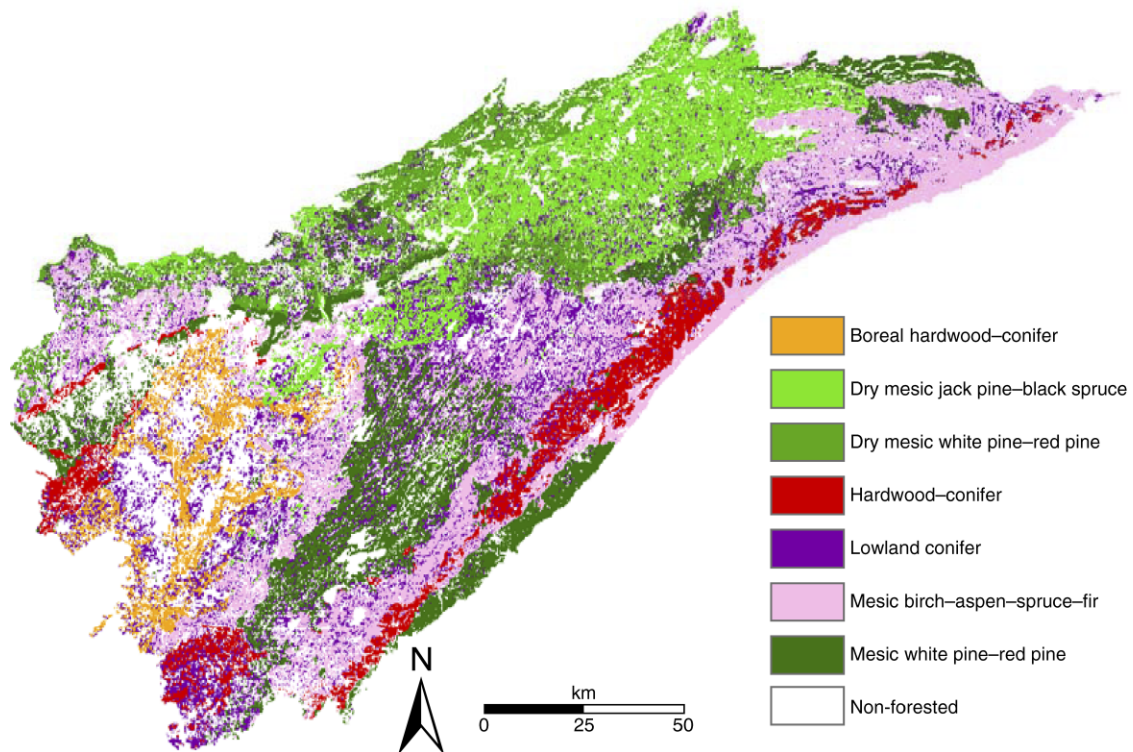 Boreal hardwood–conifer
Dry mesic jack pine–black spruce
Dry mesic white pine–red pine
Hardwood–conifer
Lowland conifer
Mesic birch–aspen–spruce–fir
Mesic white pine–red pine
Non-forested
N
km
0 25 50